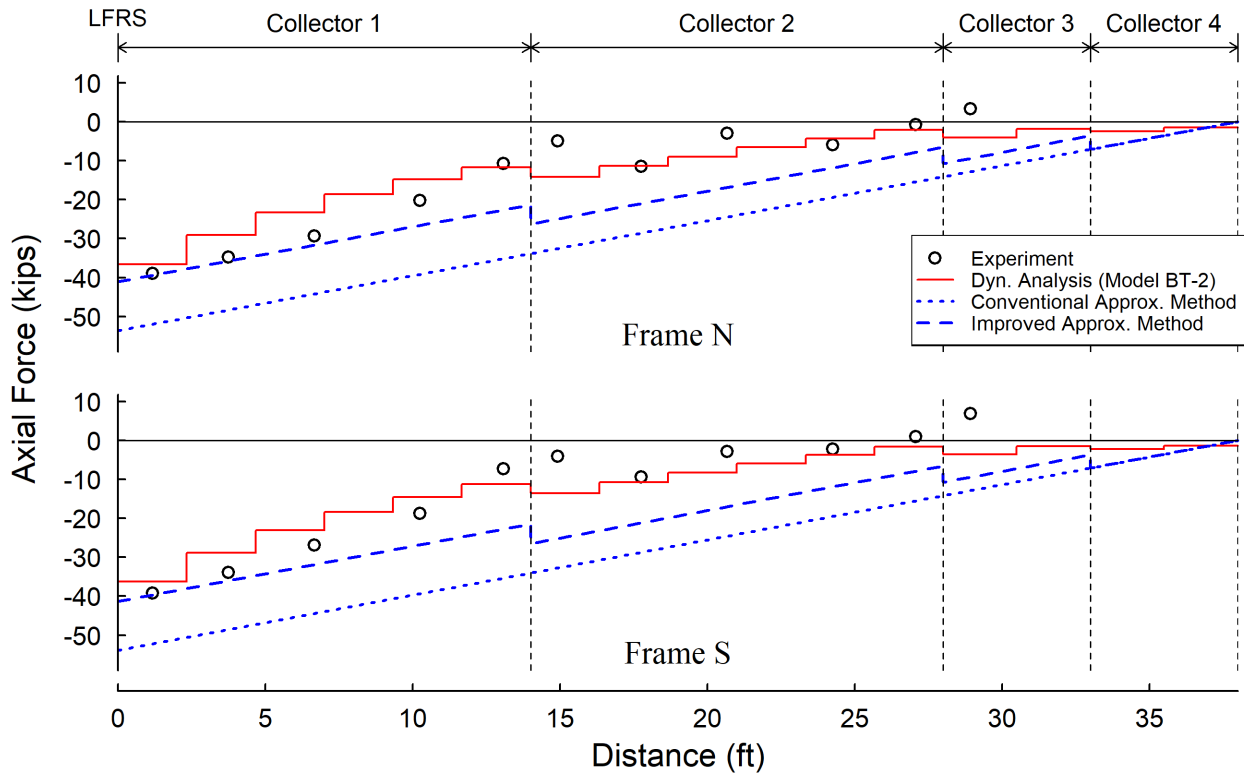 LFRS Collector 1 Collector 2 Collector 3 Collector 4
10
0
-10
-20
-30
-40
-50
Experiment
Dyn. Analysis (Model BT-2)
Conventional Approx. Method
Improved Approx. Method
Frame N
Axial Force (kips)
10
0
-10
-20
-30
-40
-50
Frame S
0 5 10 15 20 25 30 35
Distance (ft)